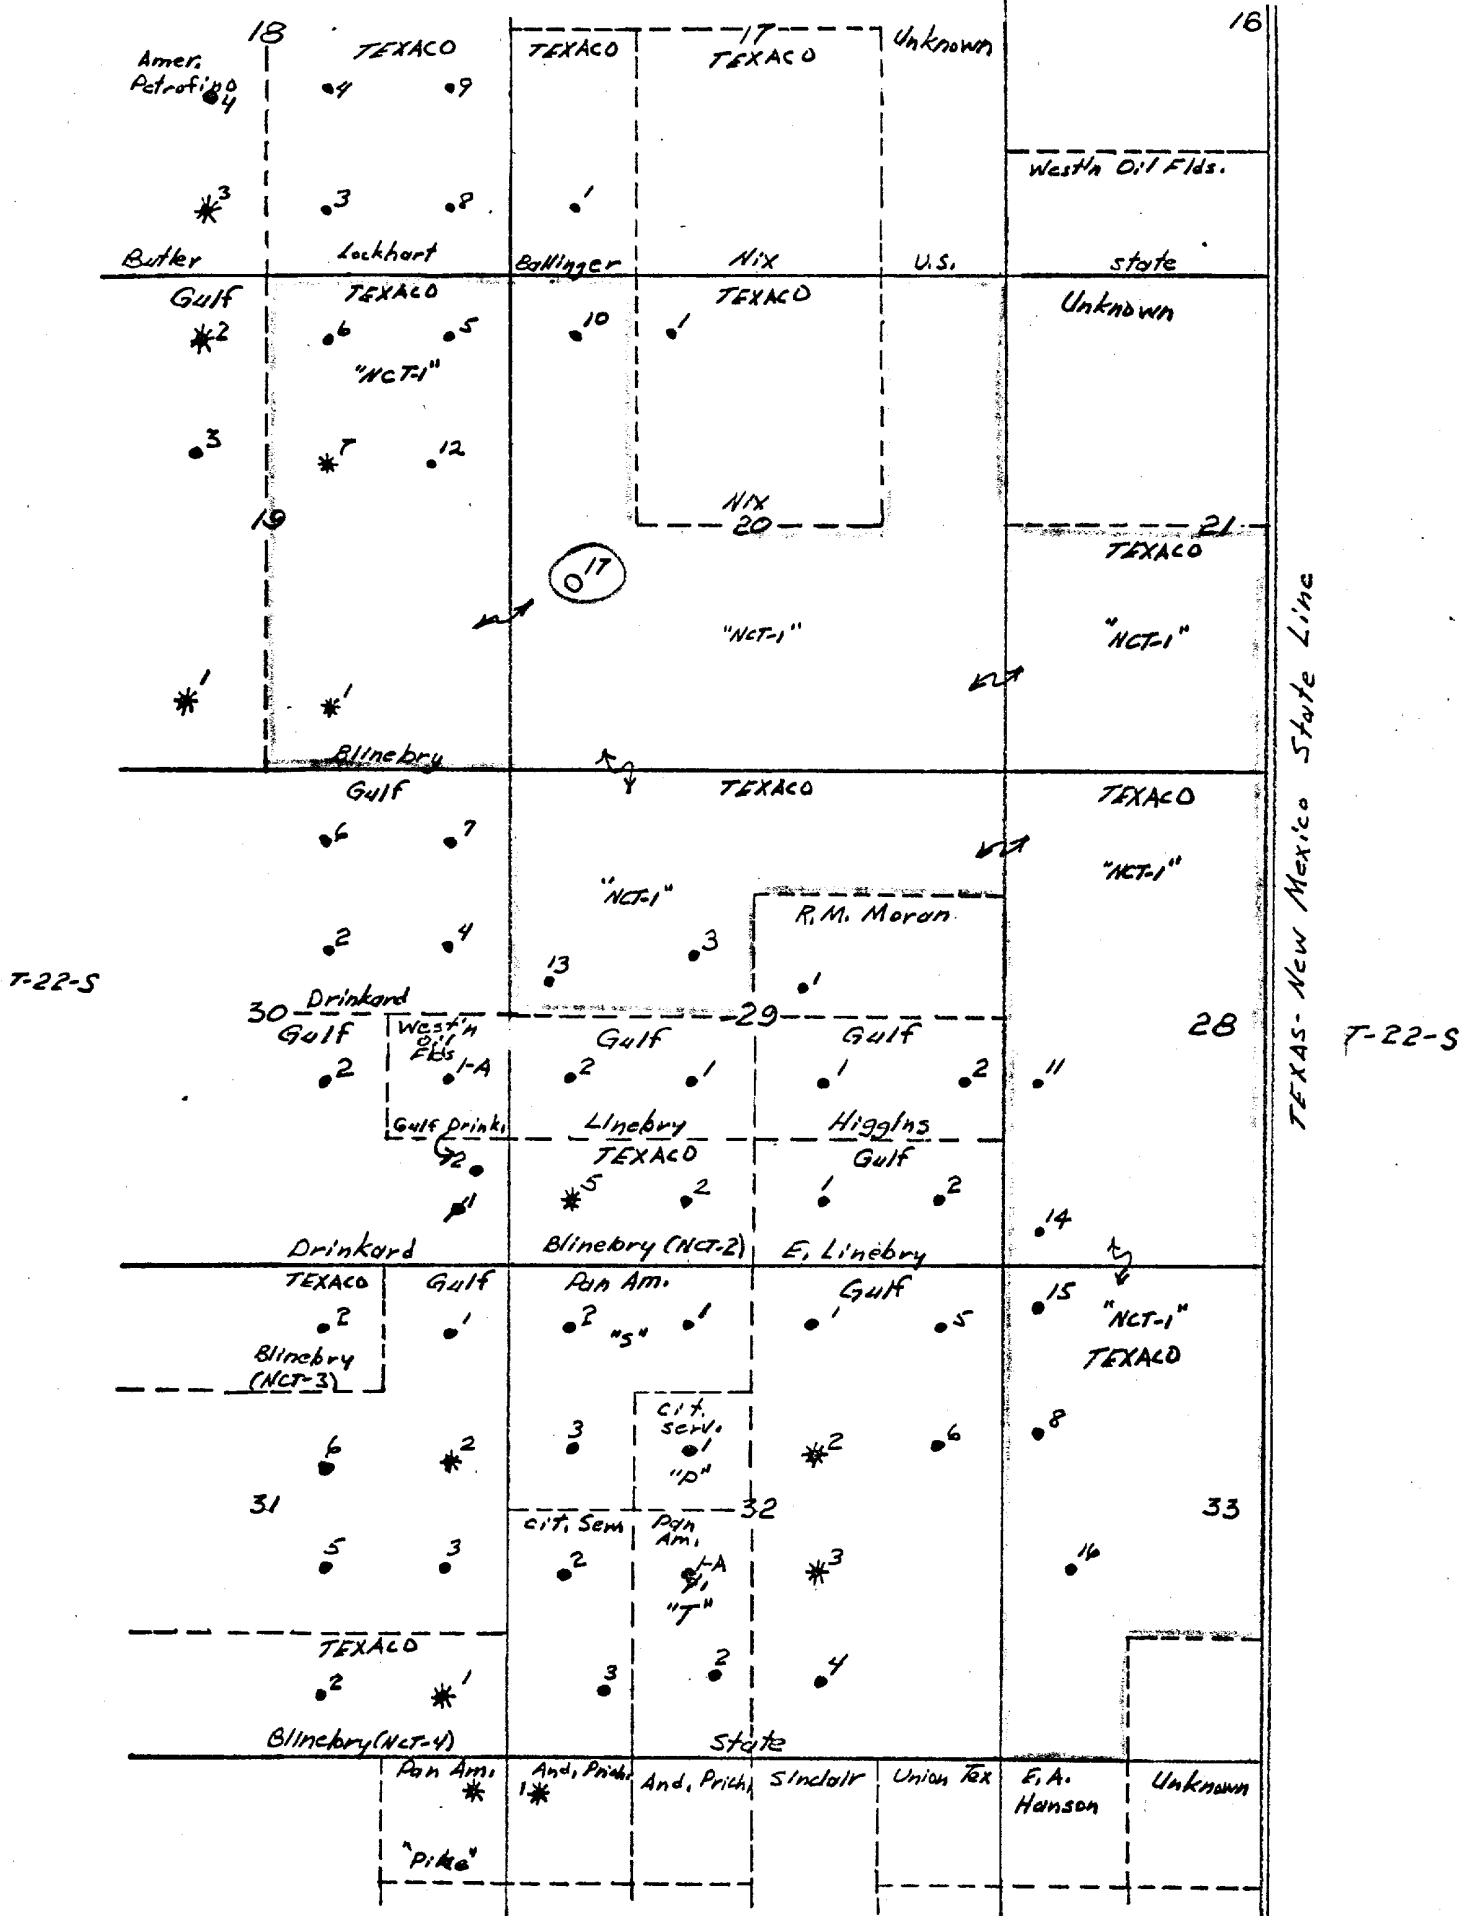 18
TEXACO
TEXACO
17
TEXACO
Unknown
16
Amer.
Petrofina
4
4
9
West'n Oil Flds.
3
3
8
1
Butler
Lockhart
Ballinger
Nix
U.S.
State
Gulf
TEXACO
TEXACO
Unknown
2
6
5
10
1
"NCT-1"
3
7
12
Nix
19
20
21
TEXACO
17
"NCT-1"
"NCT-1"
1
1
Blinebry
Gulf
TEXACO
TEXACO
6
7
"NCT-1"
"NCT-1"
R.M. Moran
2
4
13
3
1
T-22-S
Drinkard
30
29
28
T-22-S
Gulf
West'n
Oil
Flds
Gulf
Gulf
2
1-A
2
1
1
2
11
Gulf Drink.
Linebry
Higgins
2
TEXACO
Gulf
1
5
2
1
2
14
Drinkard
Blinebry (NCT-2)
E. Linebry
TEXACO
Gulf
Pan Am.
Gulf
2
1
2
"S"
1
1
5
15
"NCT-1"
TEXACO
Blinebry
(NCT-3)
Cit.
Serv.
6
2
3
1
2
6
8
"P"
31
32
33
Cit. Serv
Pan
Am.
5
3
2
1-A
3
16
"T"
TEXACO
2
1
3
2
4
Blinebry (NCT-4)
State
Pan Am.
And. Prich.
And. Prich.
Sinclair
Union Tex
E.A.
Hanson
Unknown
1
"Pike"
TEXAS-New Mexico State Line